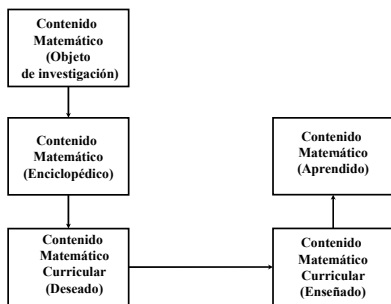 Contenido
Matemático
(Objeto
de investigación)
Contenido
Matemático
(Enciclopédico)
Contenido
Matemático
Curricular
(Deseado)
Contenido
Matemático
(Aprendido)
Contenido
Matemático
Curricular
(Enseñado)